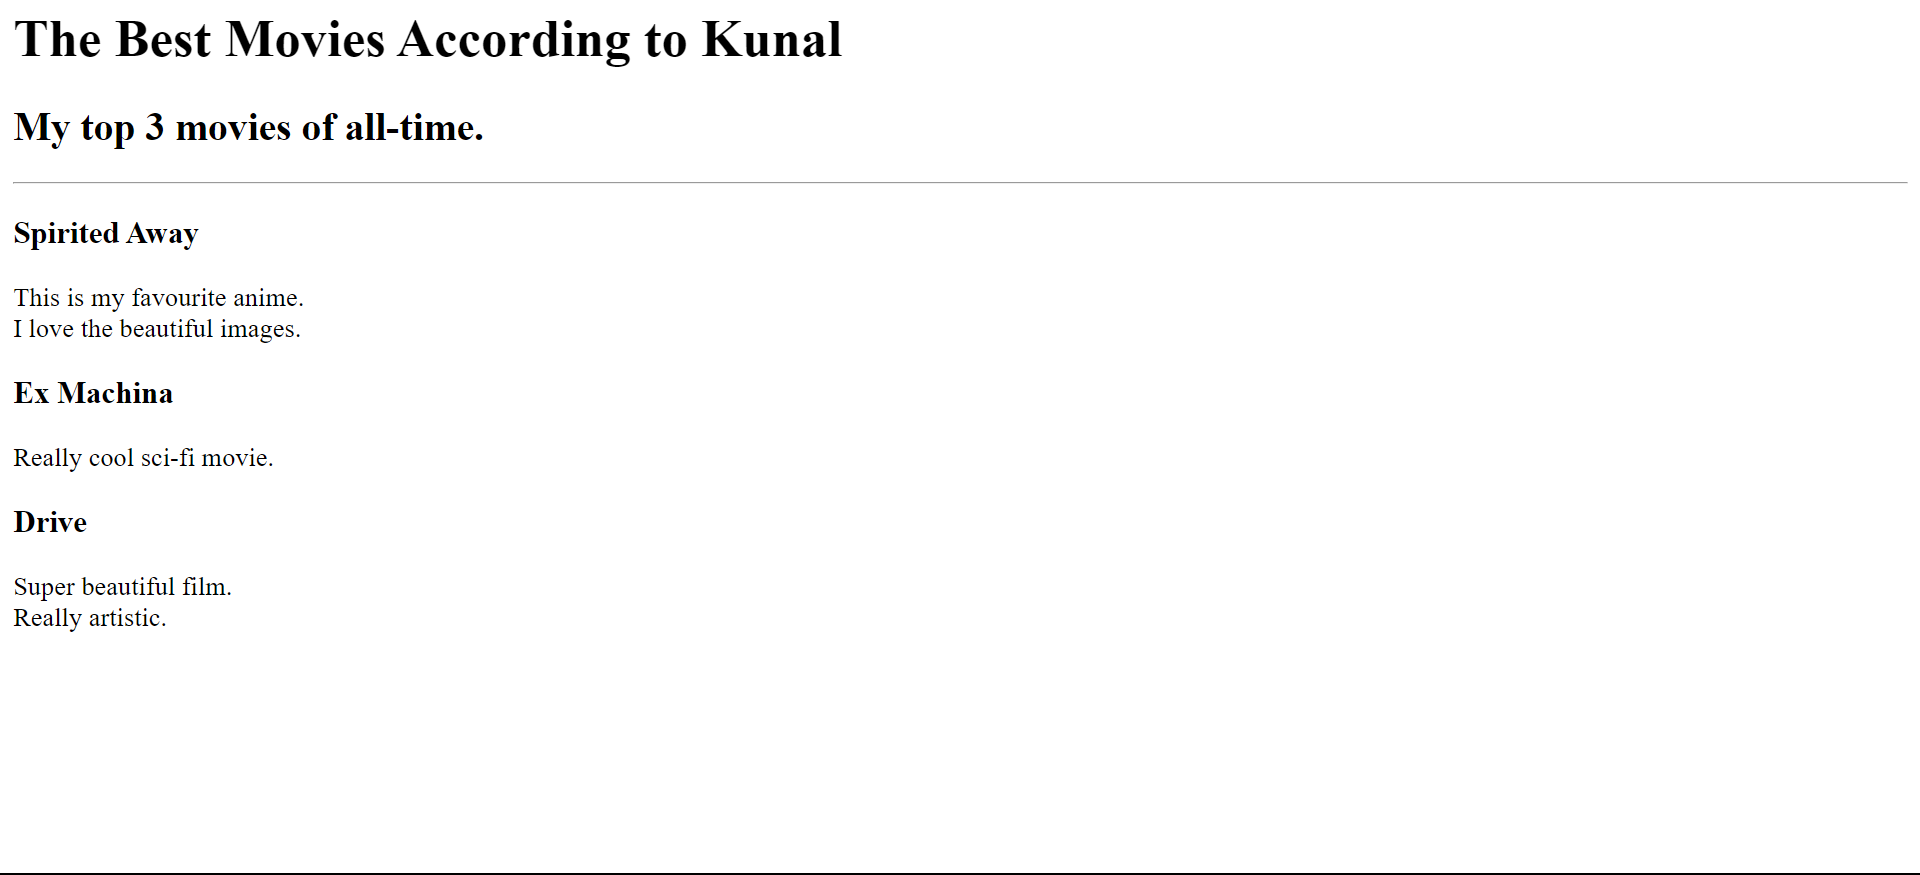 The Best Movies According to Kunal
My top 3 movies of all-time.
Spirited Away
This is my favourite anime.
I love the beautiful images.
Ex Machina
Really cool sci-fi movie.
Drive
Super beautiful film.
Really artistic.